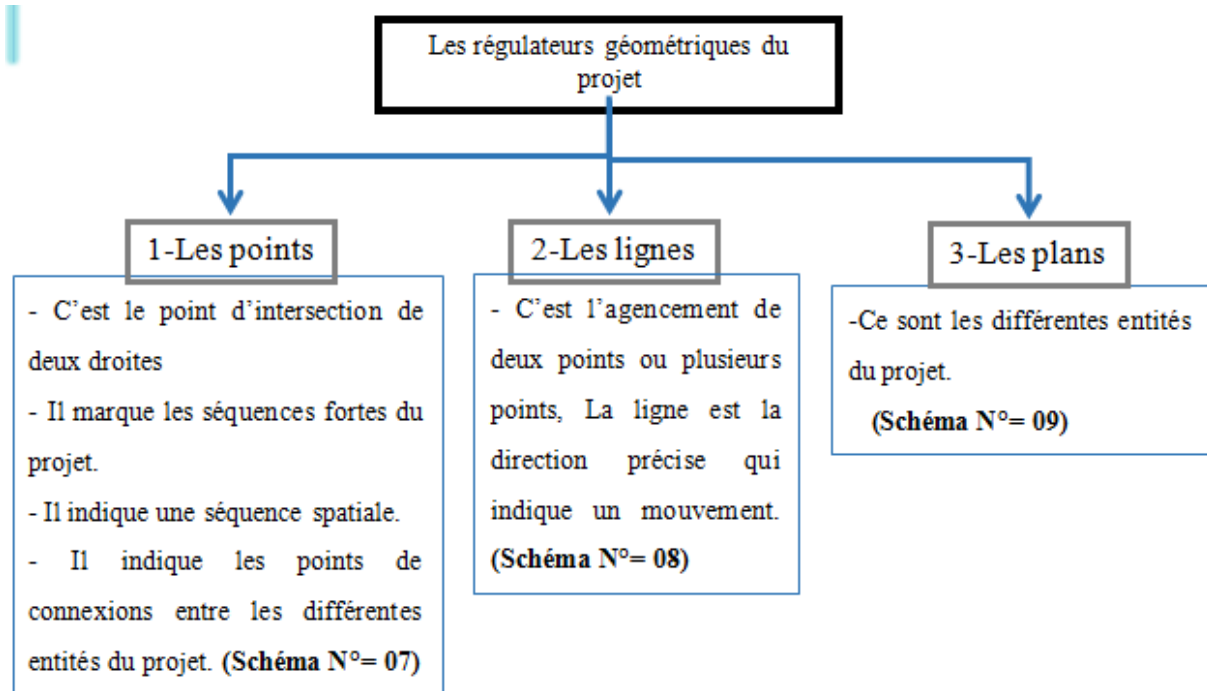 Les régulateurs géométriques du
projet
1-Les points
- C’est le point d’intersection de
deux droites
- Il marque les séquences fortes du
projet.
- Il indique une séquence spatiale.
- Il indique les points de
connexions entre les différentes
entités du projet. (Schéma N°= 07)
2-Les lignes
- C’est l’agencement de
deux points ou plusieurs
points, La ligne est la
direction précise qui
indique un mouvement.
(Schéma N°= 08)
3-Les plans
-Ce sont les différentes entités
du projet.
(Schéma N°= 09)